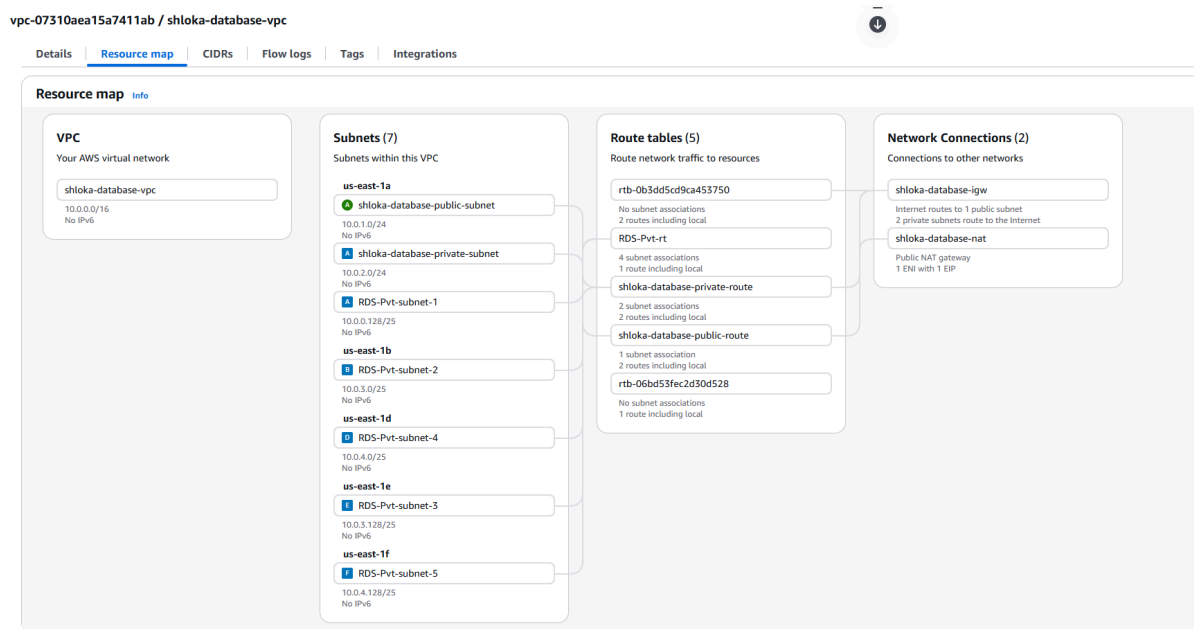 vpc-07310aea15a7411ab / shloka-database-vpc
Details
Resource map
CIDRs
Flow logs
Tags
Integrations
Resource map Info
VPC
Your AWS virtual network
shloka-database-vpc
10.0.0.0/16
No IPv6
Subnets (7)
Subnets within this VPC
us-east-1a
A shloka-database-public-subnet
10.0.1.0/24
No IPv6
A shloka-database-private-subnet
10.0.2.0/24
No IPv6
A RDS-Pvt-subnet-1
10.0.0.128/25
No IPv6
us-east-1b
B RDS-Pvt-subnet-2
10.0.3.0/25
No IPv6
us-east-1d
D RDS-Pvt-subnet-4
10.0.4.0/25
No IPv6
us-east-1e
E RDS-Pvt-subnet-3
10.0.3.128/25
No IPv6
us-east-1f
F RDS-Pvt-subnet-5
10.0.4.128/25
No IPv6
Route tables (5)
Route network traffic to resources
rtb-0b3dd5cd9ca453750
No subnet associations
2 routes including local
RDS-Pvt-rt
4 subnet associations
1 route including local
shloka-database-private-route
2 subnet associations
2 routes including local
shloka-database-public-route
1 subnet association
2 routes including local
rtb-06bd53fec2d30d528
No subnet associations
1 route including local
Network Connections (2)
Connections to other networks
shloka-database-igw
Internet routes to 1 public subnet
2 private subnets route to the Internet
shloka-database-nat
Public NAT gateway
1 ENI with 1 EIP